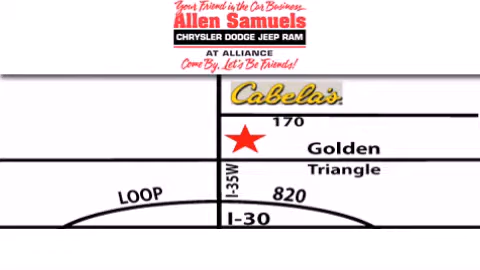 Your Friend in the Car Business
Allen Samuels
CHRYSLER DODGE JEEP RAM
AT ALLIANCE
Come By, Let's Be Friends!
Cabela's
170
Golden
Triangle
I-35W
LOOP 820
I-30